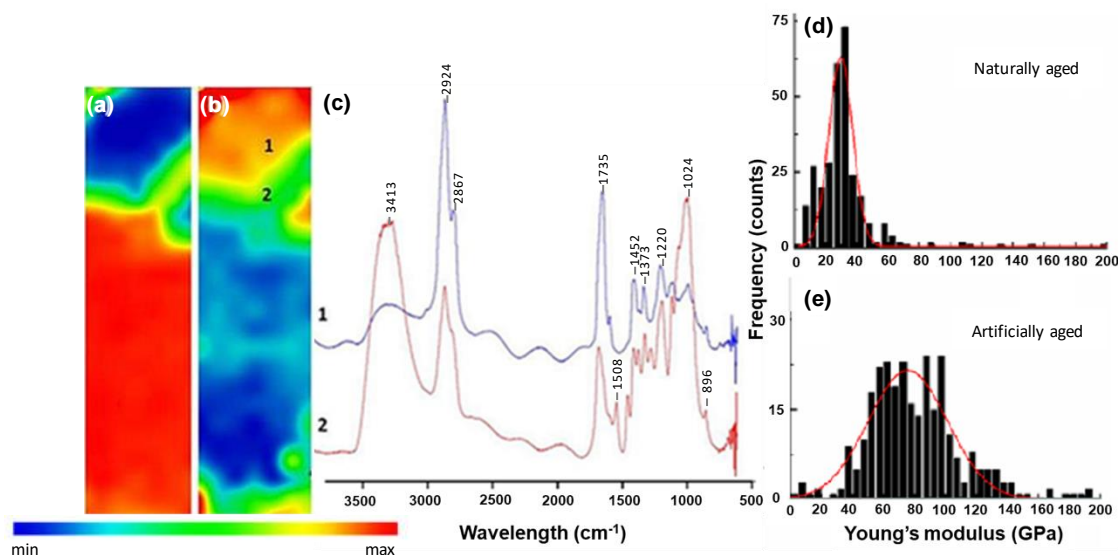 (a)
(b)
1
2
min
max
(c)
3413
2924
2867
1735
1508
1452
1373
1220
1024
896
1
2
3500 3000 2500 2000 1500 1000 500
Wavelength (cm-1)
(d)
Naturally aged
75
50
25
0
0 20 40 60 80 100 120 140 160 180 200
Frequency (counts)
(e)
Artificially aged
30
15
0
0 20 40 60 80 100 120 140 160 200
Young's modulus (GPa)